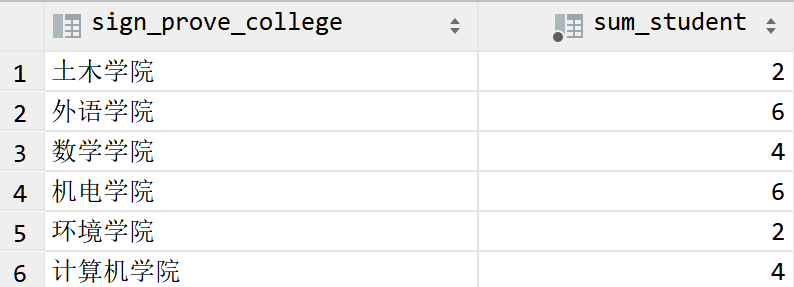 sign_prove_college sum_student
1 土木学院 2
2 外语学院 6
3 数学学院 4
4 机电学院 6
5 环境学院 2
6 计算机学院 4